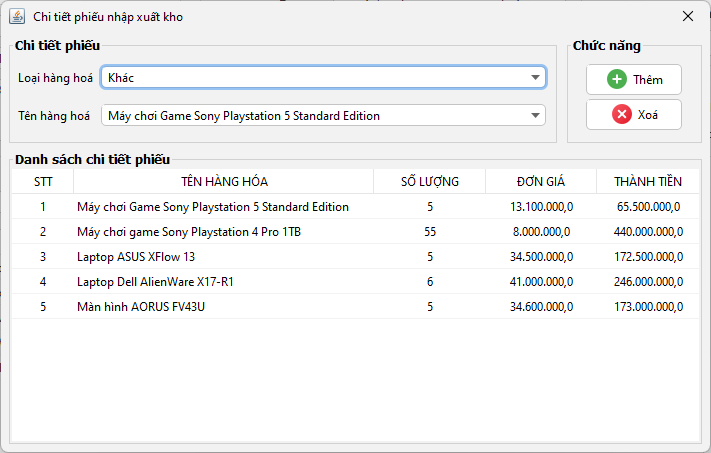 Chi tiết phiếu nhập xuất kho
Chi tiết phiếu
Chức năng
Loại hàng hoá Khác
Thêm
Tên hàng hoá Máy chơi Game Sony Playstation 5 Standard Edition
Xoá
Danh sách chi tiết phiếu
STT TÊN HÀNG HÓA SỐ LƯỢNG ĐƠN GIÁ THÀNH TIỀN
1 Máy chơi Game Sony Playstation 5 Standard Edition 5 13.100.000,0 65.500.000,0
2 Máy chơi game Sony Playstation 4 Pro 1TB 55 8.000.000,0 440.000.000,0
3 Laptop ASUS XFlow 13 5 34.500.000,0 172.500.000,0
4 Laptop Dell AlienWare X17-R1 6 41.000.000,0 246.000.000,0
5 Màn hình AORUS FV43U 5 34.600.000,0 173.000.000,0